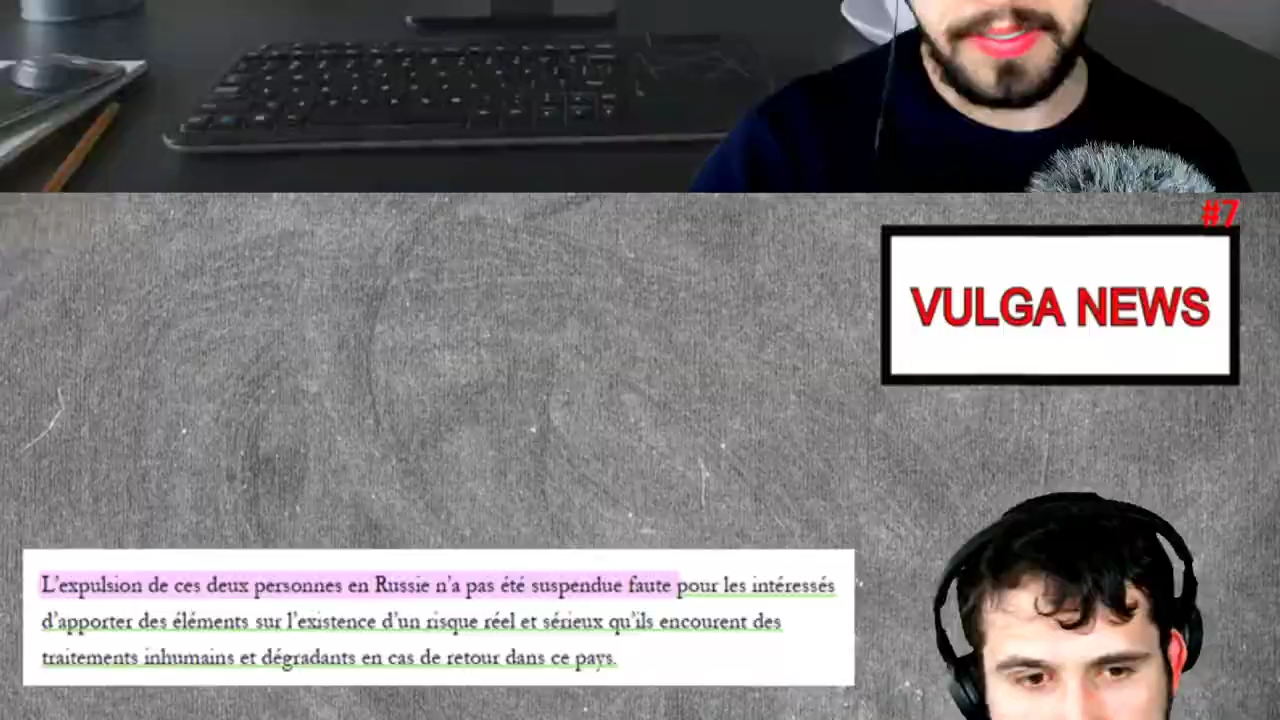 #7
VULGA NEWS
L'expulsion de ces deux personnes en Russie n'a pas été suspendue faute pour les intéressés
d'apporter des éléments sur l'existence d'un risque réel et sérieux qu'ils encourent des
traitements inhumains et dégradants en cas de retour dans ce pays.